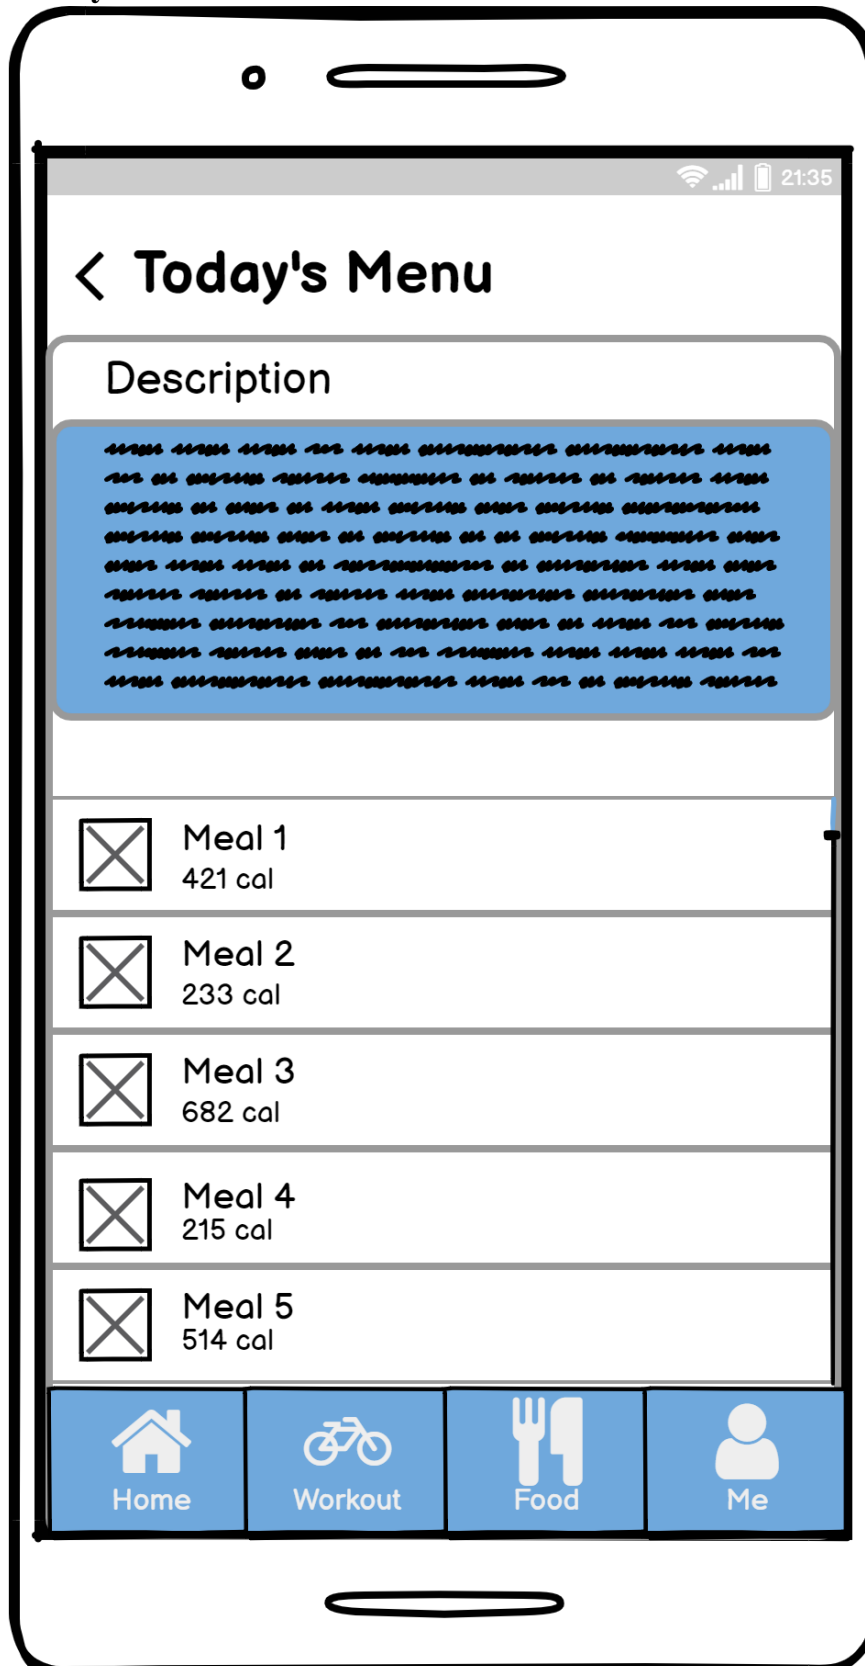 21:35
Today's Menu
Description
Meal 1
421 cal
Meal 2
233 cal
Meal 3
682 cal
Meal 4
215 cal
Meal 5
514 cal
Home Workout Food Me